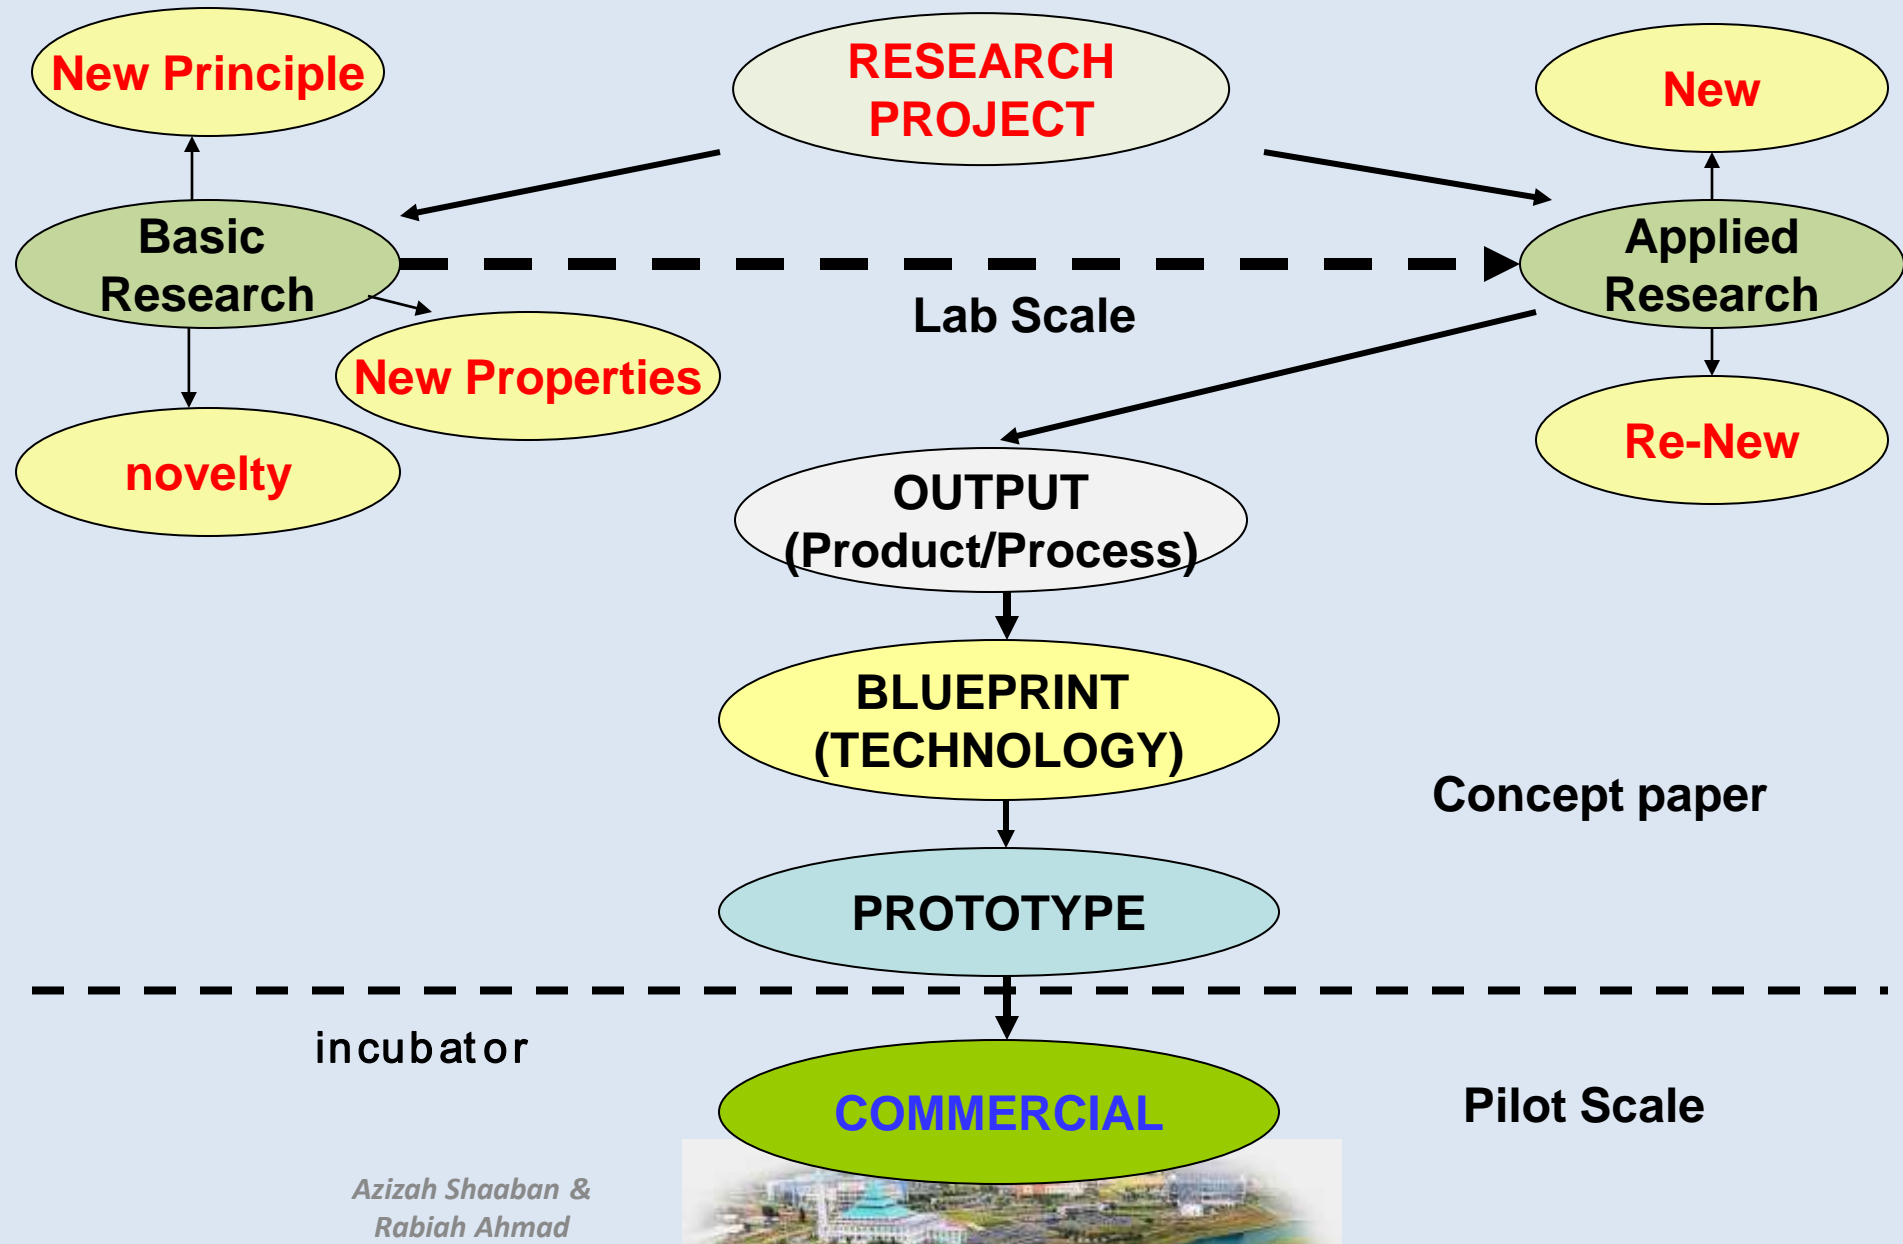 New Principle
RESEARCH
PROJECT
New
Basic
Research
Applied
Research
Lab Scale
New Properties
novelty
Re-New
OUTPUT
(Product/Process)
BLUEPRINT
(TECHNOLOGY)
Concept paper
PROTOTYPE
incubator
COMMERCIAL
Pilot Scale
Azizah Shaaban &
Rabiah Ahmad